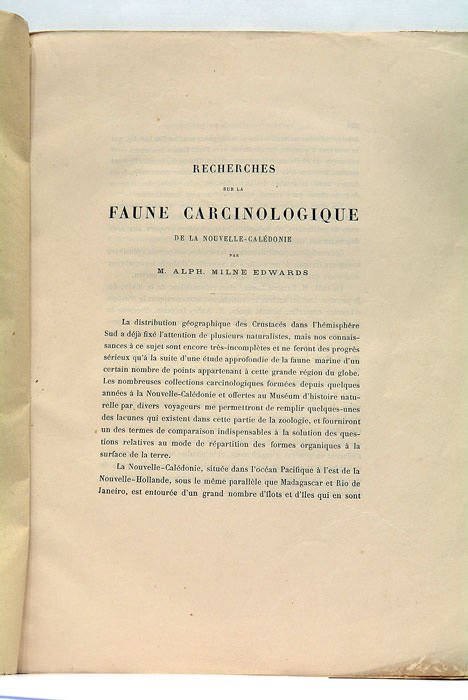 RECHERCHES
SUR LA
FAUNE CARCINOLOGIQUE
DE LA NOUVELLE-CALÉDONIE
PAR
M. ALPH. MILNE EDWARDS
La distribution géographique des Crustacés dans l'hémisphère
Sud a déjà fixé l'attention de plusieurs naturalistes, mais nos connais-
sances à ce sujet sont encore très-incomplètes et ne feront des progrès
sérieux qu'à la suite d'une étude approfondie de la faune marine d'un
certain nombre de points appartenant à cette grande région du globe.
Les nombreuses collections carcinologiques formées depuis quelques
années à la Nouvelle-Calédonie et offertes au Muséum d'histoire natu-
relle par divers voyageurs me permettront de remplir quelques-unes
des lacunes qui existent dans cette partie de la zoologie, et fourniront
un des termes de comparaison indispensables à la solution des ques-
tions relatives au mode de répartition des formes organiques à la
surface de la terre.
La Nouvelle-Calédonie, située dans l'océan Pacifique à l'est de la
Nouvelle-Hollande, sous le même parallèle que Madagascar et Rio de
Janeiro, est entourée d'un grand nombre d'îlots et d'îles qui en sont